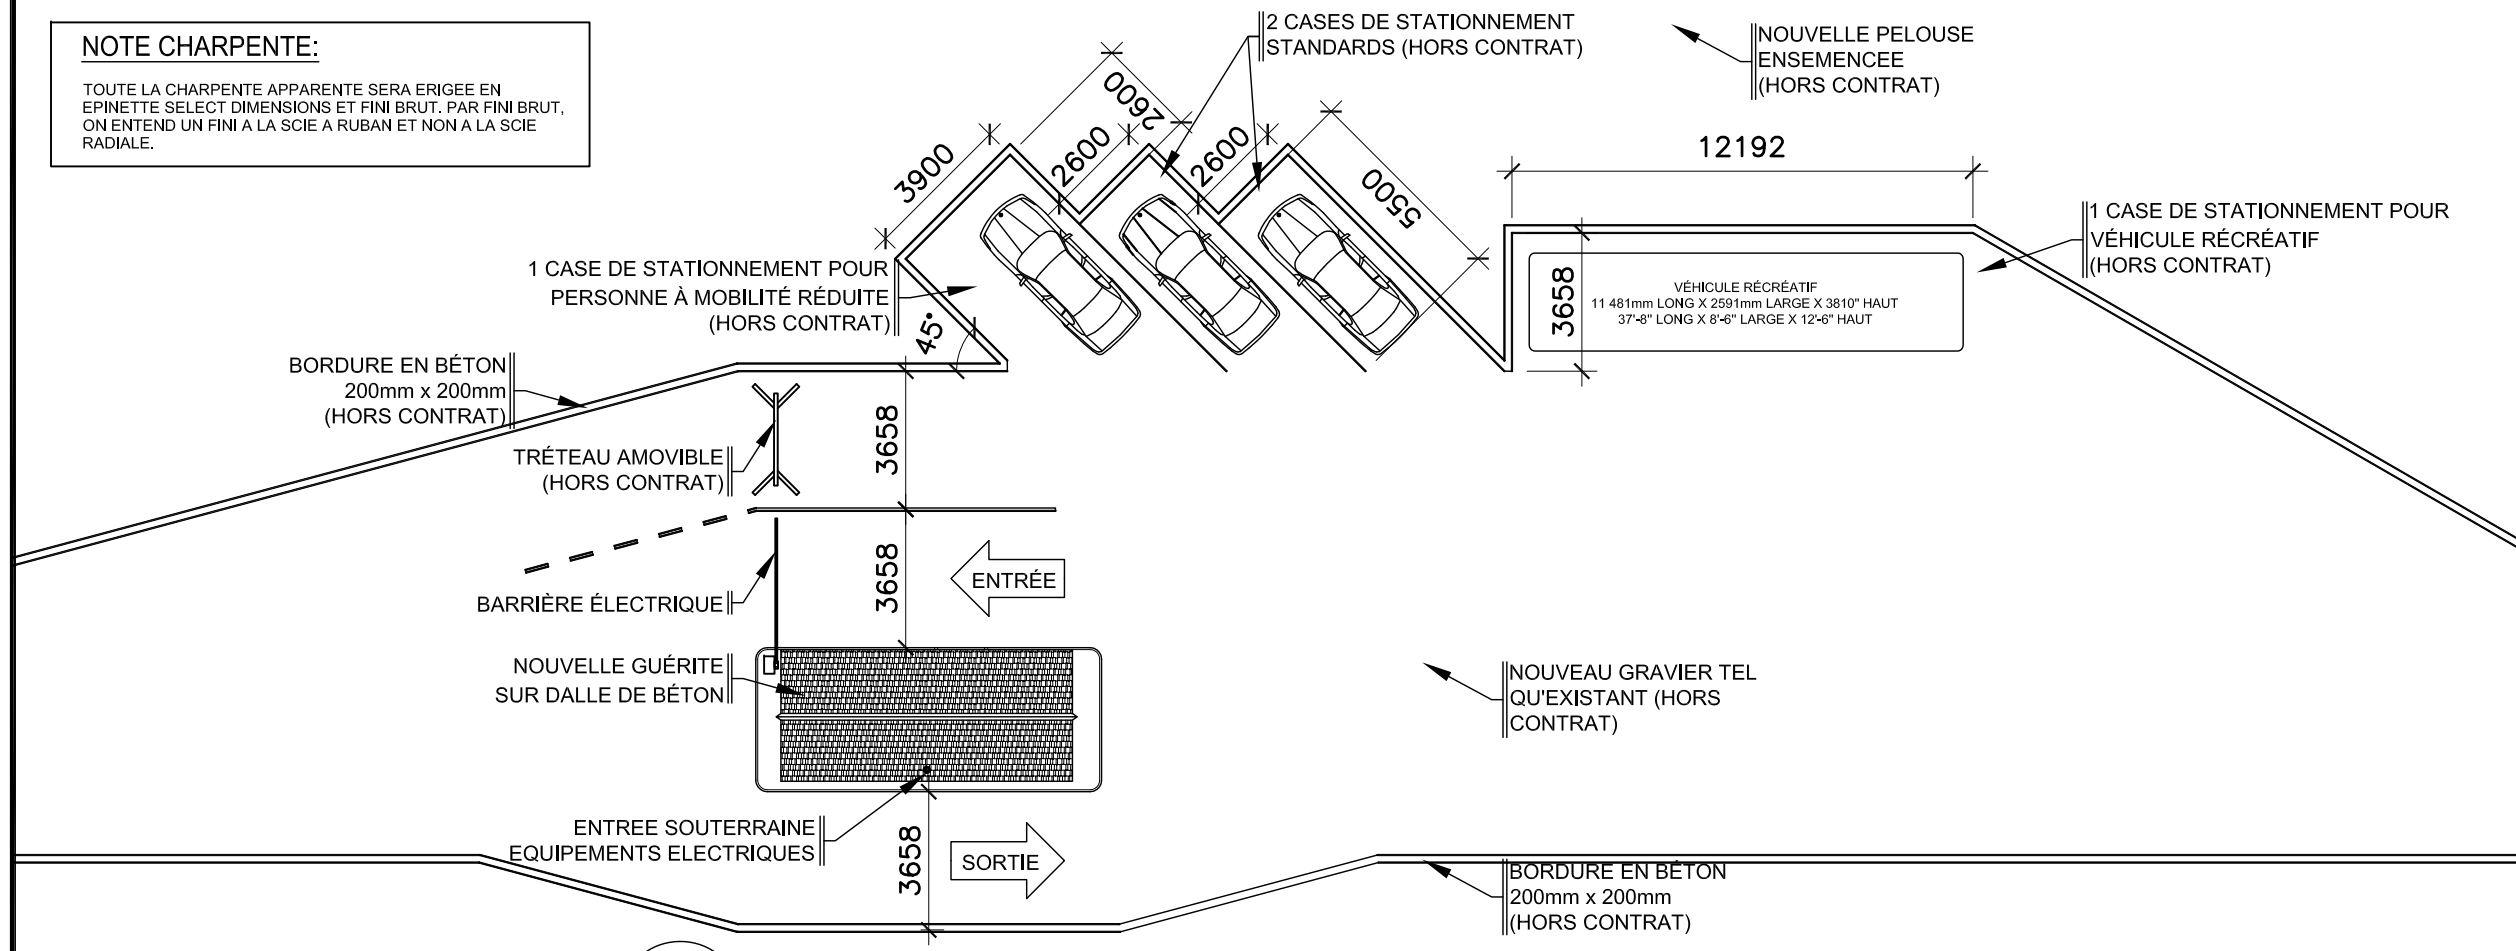 NOTE CHARPENTE:
TOUTE LA CHARPENTE APPARENTE SERA ERIGEE EN
EPINETTE SELECT DIMENSIONS ET FINI BRUT. PAR FINI BRUT,
ON ENTEND UN FINI A LA SCIE A RUBAN ET NON A LA SCIE
RADIALE.
2 CASES DE STATIONNEMENT
STANDARDS (HORS CONTRAT)
NOUVELLE PELOUSE
ENSEMENCEE
(HORS CONTRAT)
2600
3900
2600
2600
5500
12192
1 CASE DE STATIONNEMENT POUR
VÉHICULE RÉCRÉATIF
(HORS CONTRAT)
1 CASE DE STATIONNEMENT POUR
PERSONNE À MOBILITÉ RÉDUITE
(HORS CONTRAT)
45°
3658
VÉHICULE RÉCRÉATIF
11 481mm LONG X 2591mm LARGE X 3810" HAUT
37'-8" LONG X 8'-6" LARGE X 12'-6" HAUT
BORDURE EN BÉTON
200mm x 200mm
(HORS CONTRAT)
TRÉTEAU AMOVIBLE
(HORS CONTRAT)
3658
3658
ENTRÉE
BARRIÈRE ÉLECTRIQUE
NOUVELLE GUÉRITE
SUR DALLE DE BÉTON
NOUVEAU GRAVIER TEL
QU'EXISTANT (HORS
CONTRAT)
ENTREE SOUTERRAINE
EQUIPEMENTS ELECTRIQUES
3658
SORTIE
BORDURE EN BÉTON
200mm x 200mm
(HORS CONTRAT)